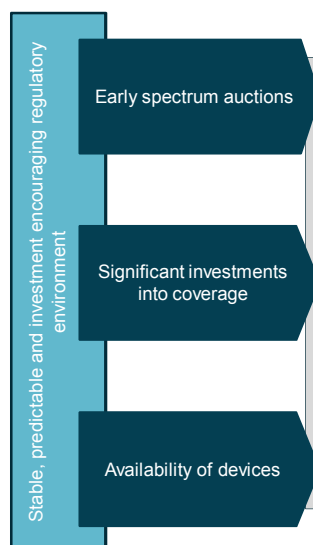 Stable, predictable and investment encouraging regulatory
environment
Early spectrum auctions
Significant investments
into coverage
Availability of devices